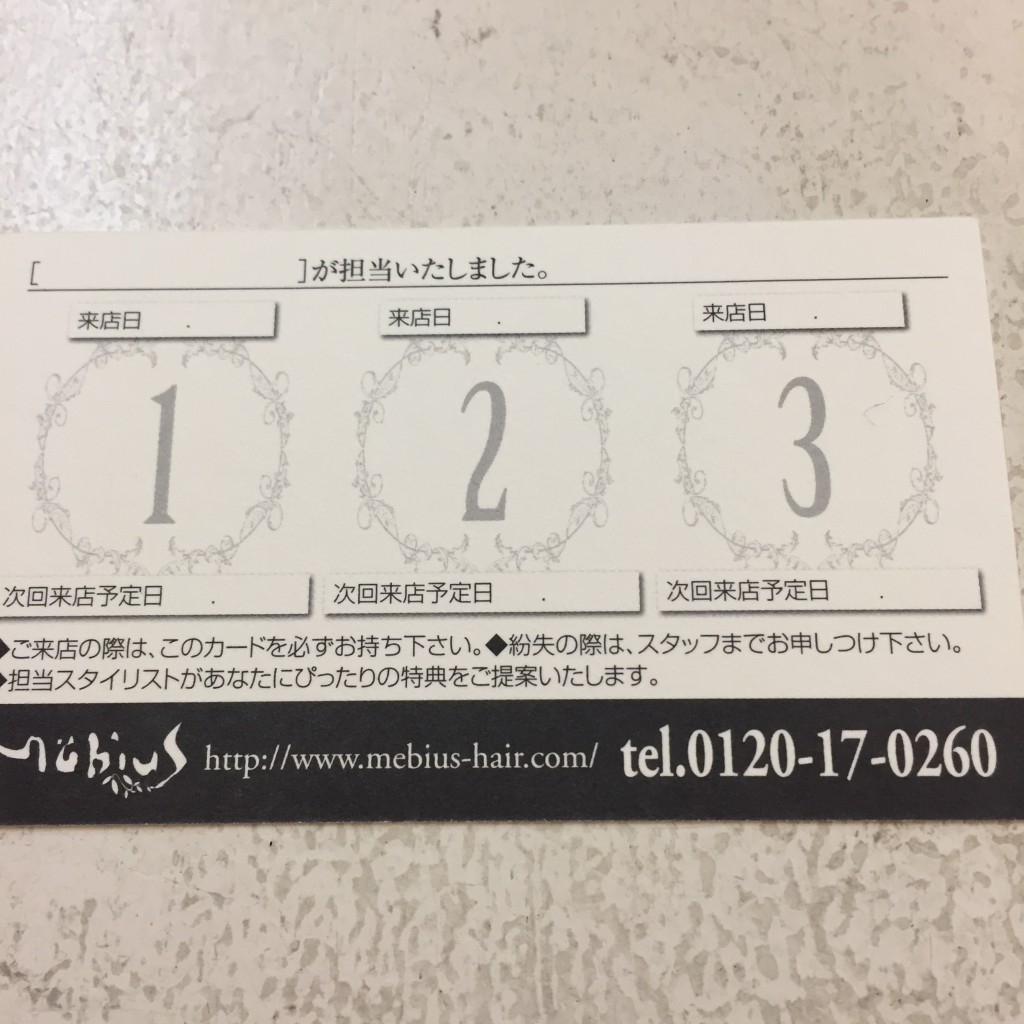 [ ]が担当いたしました。
来店日 . 来店日 . 来店日 .
1 2 3
次回来店予定日 . 次回来店予定日 . 次回来店予定日 .
◆ご来店の際は、このカードを必ずお持ち下さい。◆紛失の際は、スタッフまでお申しつけ下さい。
◆担当スタイリストがあなたにぴったりの特典をご提案いたします。
mëbius http://www.mebius-hair.com/ tel.0120-17-0260